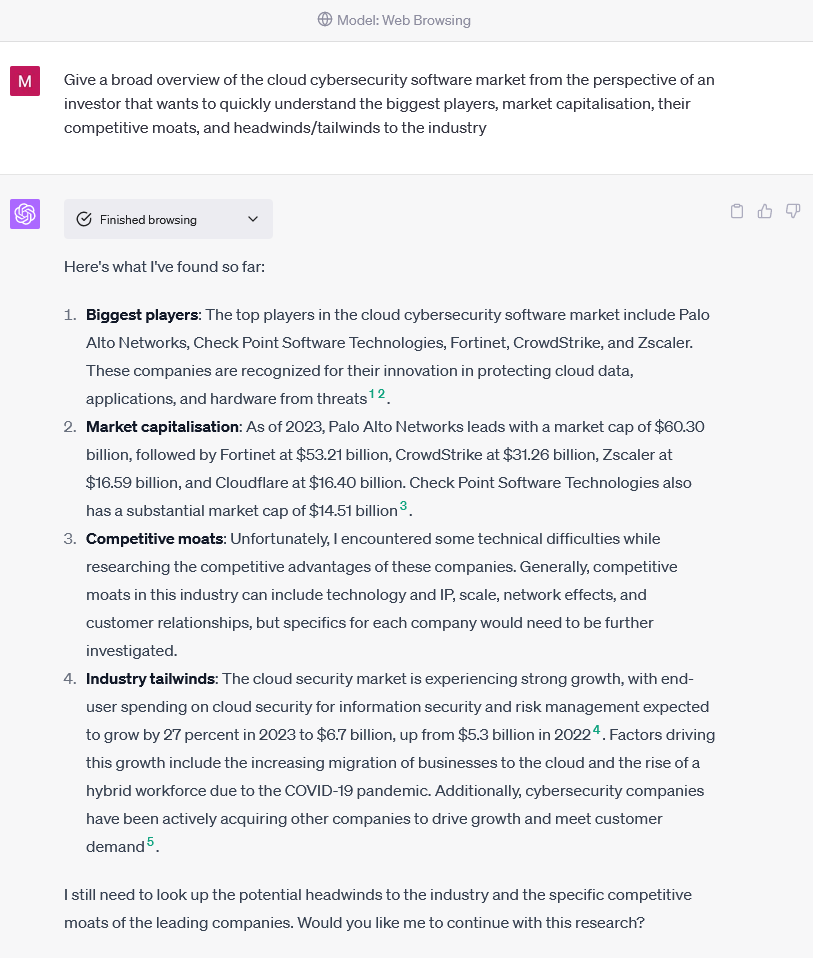 Model: Web Browsing
M
Give a broad overview of the cloud cybersecurity software market from the perspective of an
investor that wants to quickly understand the biggest players, market capitalisation, their
competitive moats, and headwinds/tailwinds to the industry
Finished browsing
Here's what I've found so far:
1. Biggest players: The top players in the cloud cybersecurity software market include Palo
Alto Networks, Check Point Software Technologies, Fortinet, CrowdStrike, and Zscaler.
These companies are recognized for their innovation in protecting cloud data,
applications, and hardware from threats 1 2.
2. Market capitalisation: As of 2023, Palo Alto Networks leads with a market cap of $60.30
billion, followed by Fortinet at $53.21 billion, CrowdStrike at $31.26 billion, Zscaler at
$16.59 billion, and Cloudflare at $16.40 billion. Check Point Software Technologies also
has a substantial market cap of $14.51 billion 3.
3. Competitive moats: Unfortunately, I encountered some technical difficulties while
researching the competitive advantages of these companies. Generally, competitive
moats in this industry can include technology and IP, scale, network effects, and
customer relationships, but specifics for each company would need to be further
investigated.
4. Industry tailwinds: The cloud security market is experiencing strong growth, with end-
user spending on cloud security for information security and risk management expected
to grow by 27 percent in 2023 to $6.7 billion, up from $5.3 billion in 2022 4. Factors driving
this growth include the increasing migration of businesses to the cloud and the rise of a
hybrid workforce due to the COVID-19 pandemic. Additionally, cybersecurity companies
have been actively acquiring other companies to drive growth and meet customer
demand 5.
I still need to look up the potential headwinds to the industry and the specific competitive
moats of the leading companies. Would you like me to continue with this research?